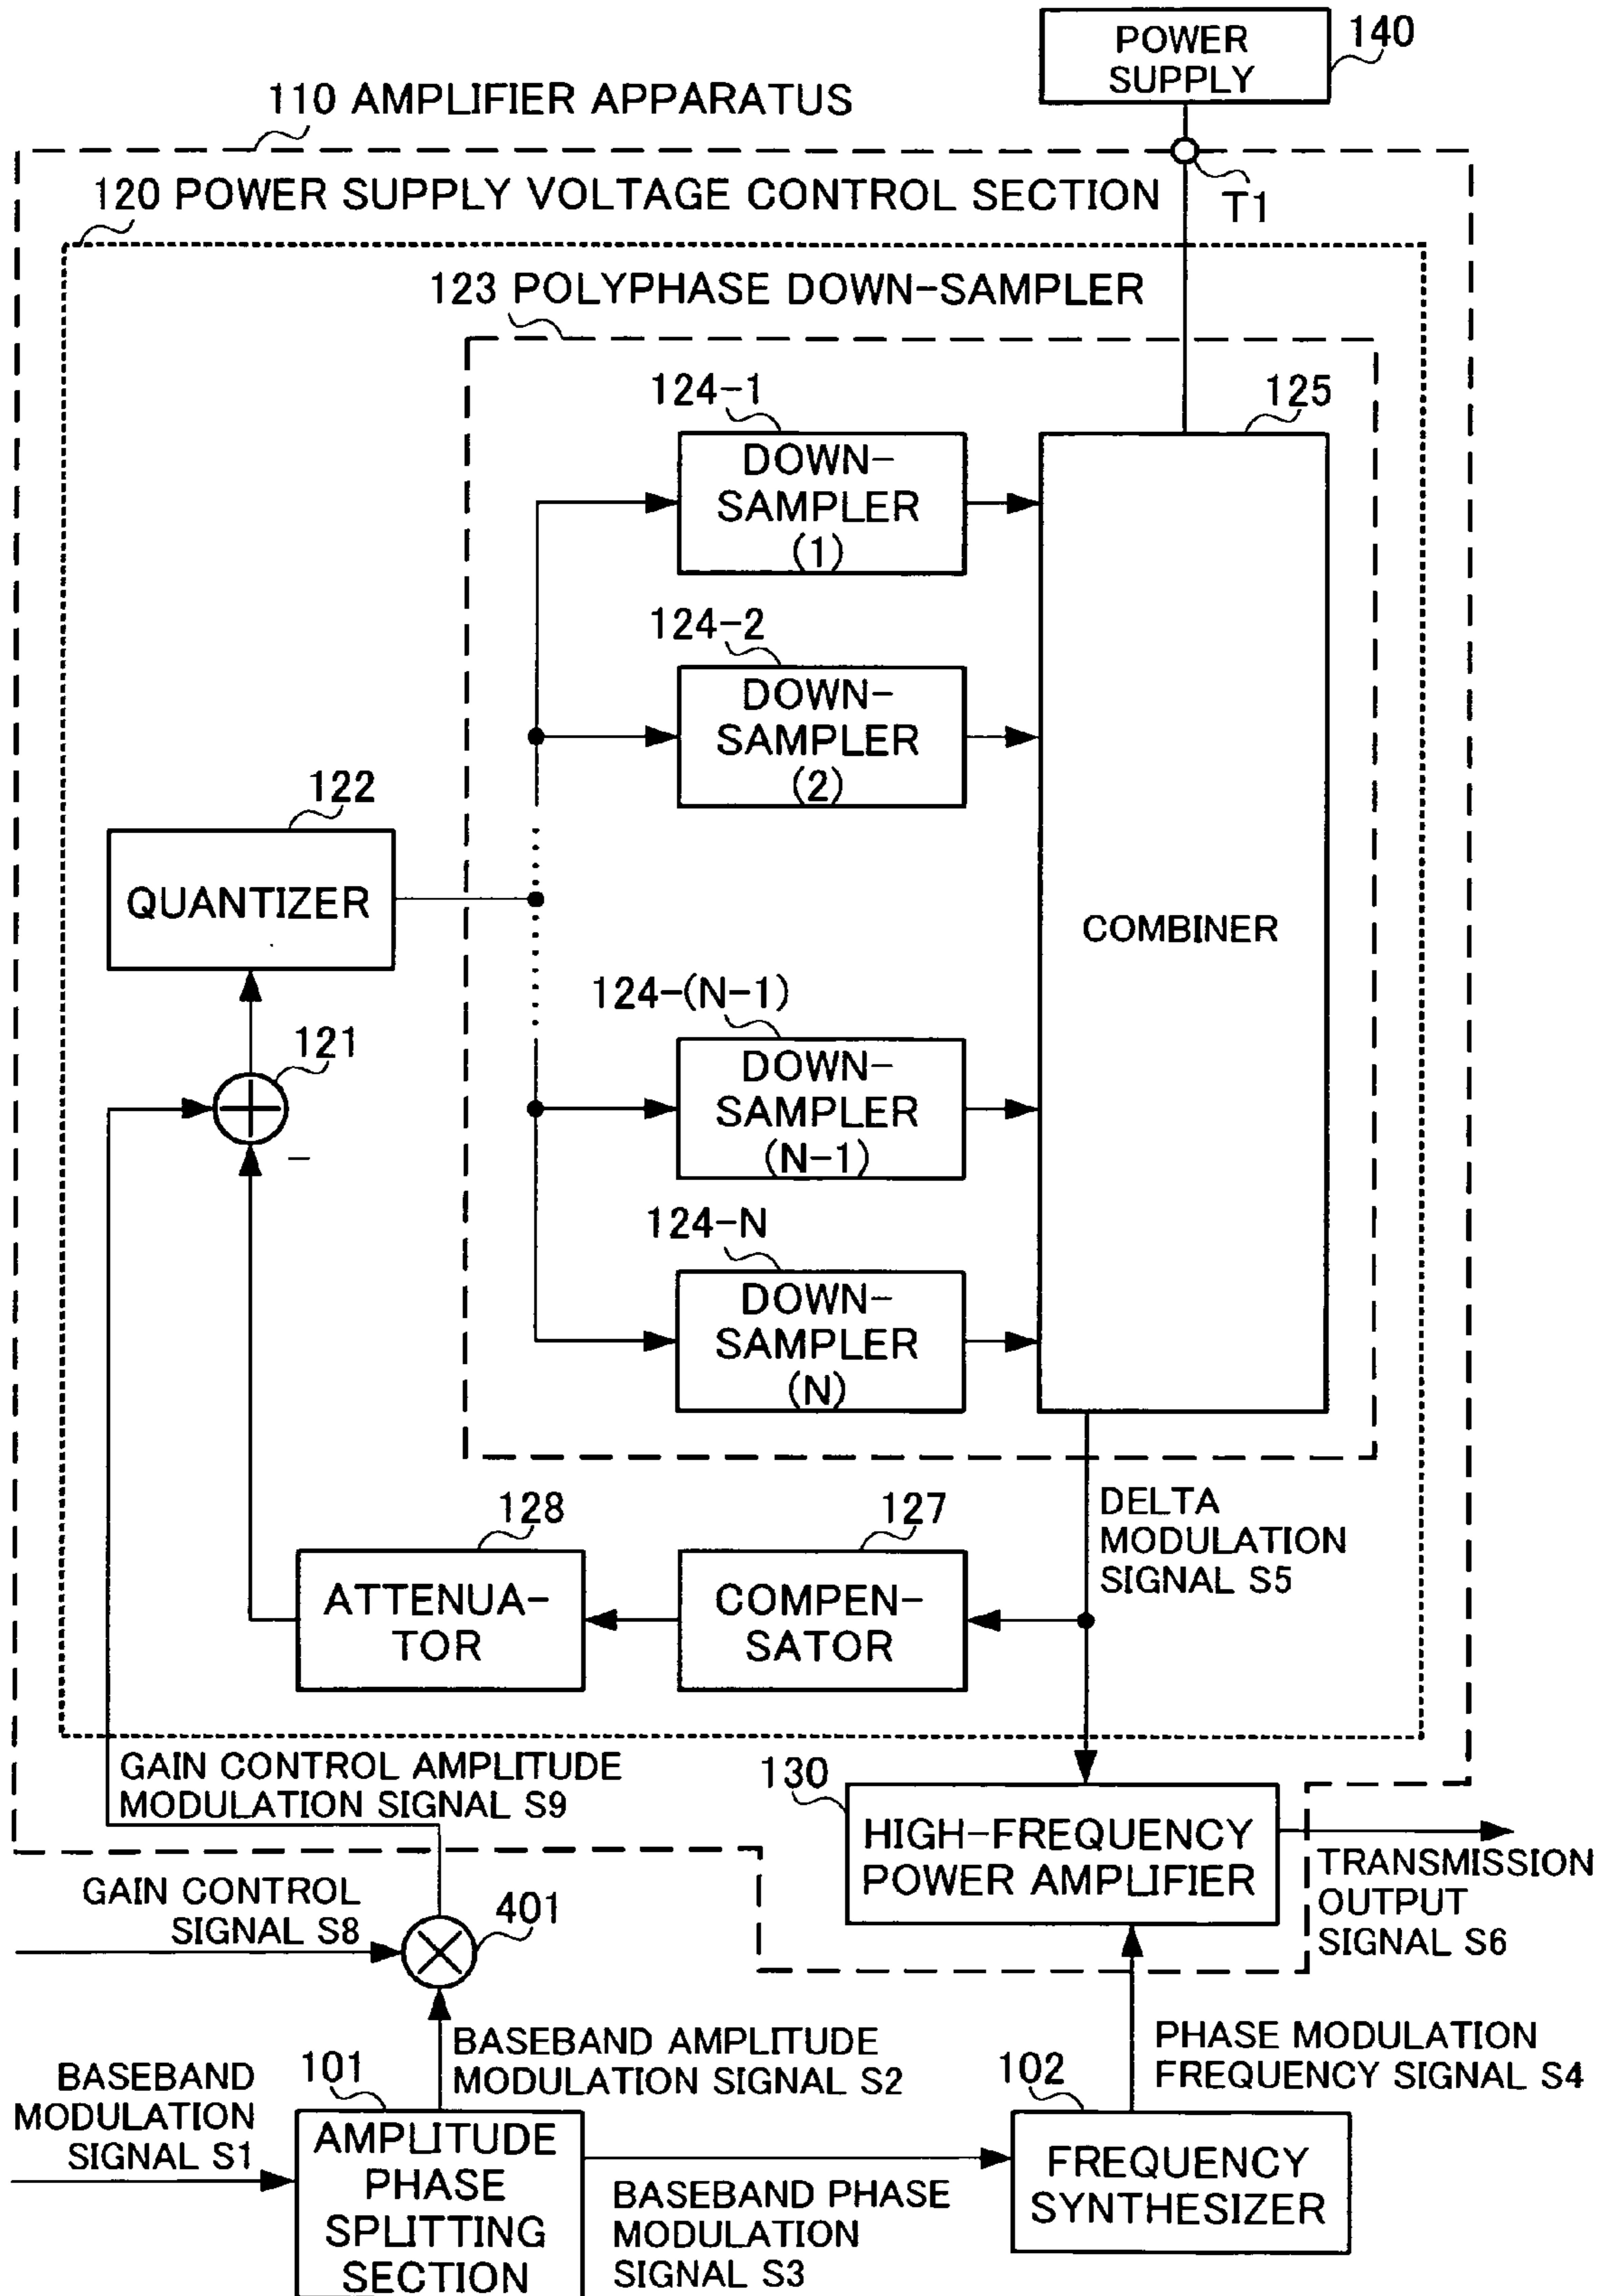 POWER
SUPPLY
140
110 AMPLIFIER APPARATUS
T1
120 POWER SUPPLY VOLTAGE CONTROL SECTION
123 POLYPHASE DOWN-SAMPLER
124-1
125
DOWN-
SAMPLER
(1)
124-2
DOWN-
SAMPLER
(2)
122
QUANTIZER
COMBINER
124-(N-1)
DOWN-
SAMPLER
(N-1)
121
-
124-N
DOWN-
SAMPLER
(N)
128
127
DELTA
MODULATION
SIGNAL S5
ATTENUA-
TOR
COMPEN-
SATOR
GAIN CONTROL AMPLITUDE
MODULATION SIGNAL S9
130
HIGH-FREQUENCY
POWER AMPLIFIER
TRANSMISSION
OUTPUT
SIGNAL S6
GAIN CONTROL
SIGNAL S8
401
BASEBAND AMPLITUDE
MODULATION SIGNAL S2
PHASE MODULATION
FREQUENCY SIGNAL S4
BASEBAND
MODULATION
SIGNAL S1
101
102
AMPLITUDE
PHASE
SPLITTING
SECTION
FREQUENCY
SYNTHESIZER
BASEBAND PHASE
MODULATION
SIGNAL S3